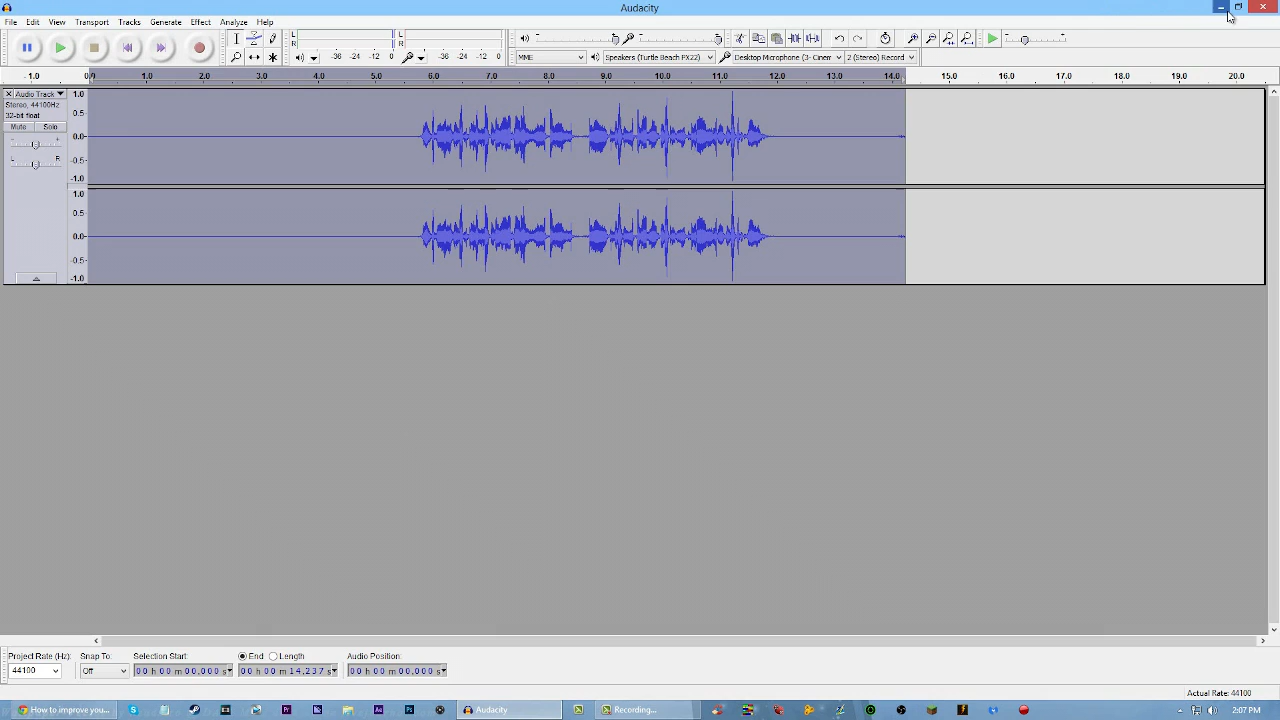 Audacity
File Edit View Transport Tracks Generate Effect Analyze Help
L R -36 -24 -12 0 L R -36 -24 -12 0
MME Speakers (Turtle Beach PX22) Desktop Microphone (3- Cinem 2 (Stereo) Record
-1.0 0 1.0 2.0 3.0 4.0 5.0 6.0 7.0 8.0 9.0 10.0 11.0 12.0 13.0 14.0 15.0 16.0 17.0 18.0 19.0 20.0
Audio Track
Stereo, 44100Hz
32-bit float
Mute Solo
- +
L R
1.0
0.5
0.0
-0.5
-1.0
1.0
0.5
0.0
-0.5
-1.0
Project Rate (Hz): Snap To: Selection Start: End Length Audio Position:
44100 Off 00 h 00 m 00,000 s 00 h 00 m 14,237 s 00 h 00 m 00,000 s
Actual Rate: 44100
How to improve you... Audacity Recording... 2:07 PM